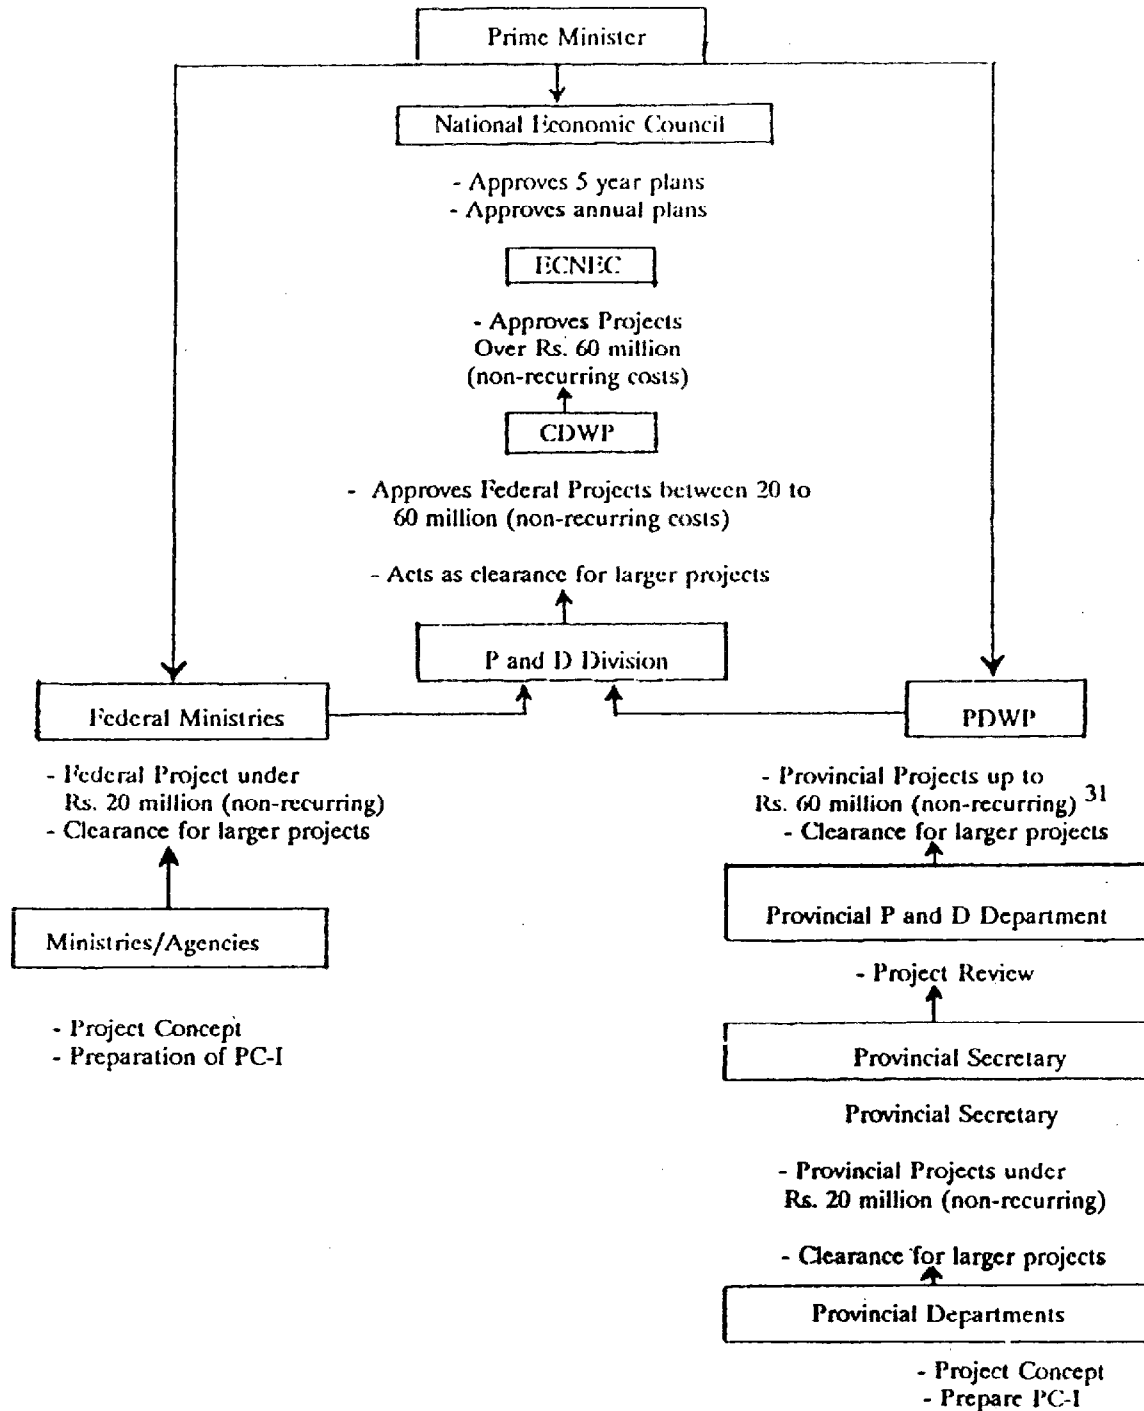 Prime Minister
National Economic Council
- Approves 5 year plans
- Approves annual plans
ECNEC
- Approves Projects
Over Rs. 60 million
(non-recurring costs)
CDWP
- Approves Federal Projects between 20 to
60 million (non-recurring costs)
- Acts as clearance for larger projects
P and D Division
Federal Ministries
- Federal Project under
Rs. 20 million (non-recurring)
- Clearance for larger projects
Ministries/Agencies
- Project Concept
- Preparation of PC-I
PDWP
- Provincial Projects up to
Rs. 60 million (non-recurring) 31
- Clearance for larger projects
Provincial P and D Department
- Project Review
Provincial Secretary
Provincial Secretary
- Provincial Projects under
Rs. 20 million (non-recurring)
- Clearance for larger projects
Provincial Departments
- Project Concept
- Prepare PC-I